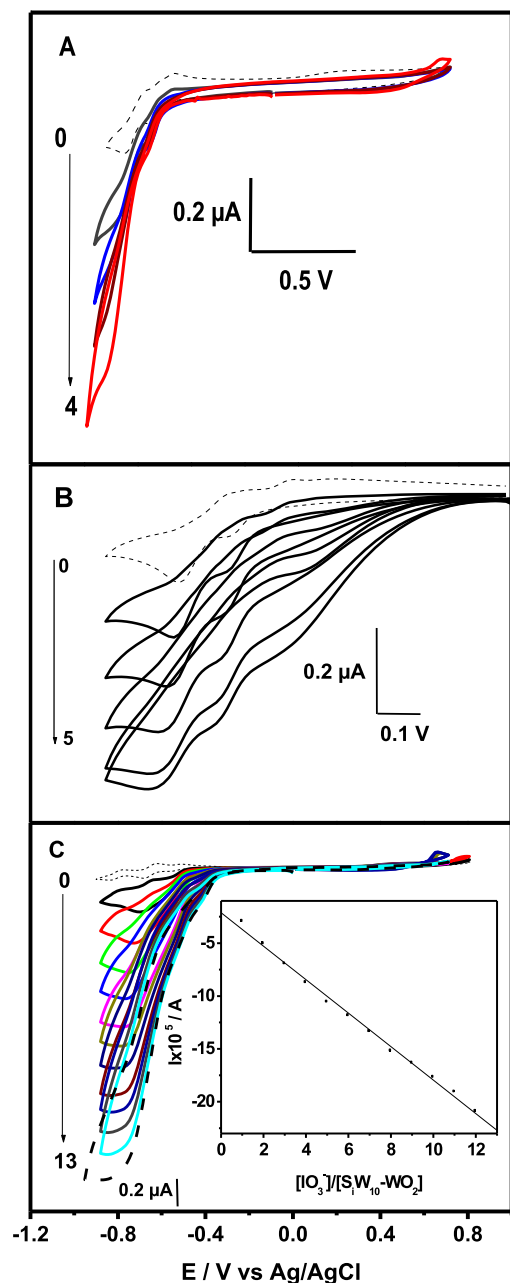 A
0
4
0.2 µA
0.5 V
B
0
5
0.2 µA
0.1 V
C
0
13
0.2 µA
-5
-10
-15
-20
Ix10⁵ / A
0 2 4 6 8 10 12
[IO₃⁻]/[SᵢW₁₀-WO₂]
-1.2 -0.8 -0.4 0.0 0.4 0.8
E / V vs Ag/AgCl